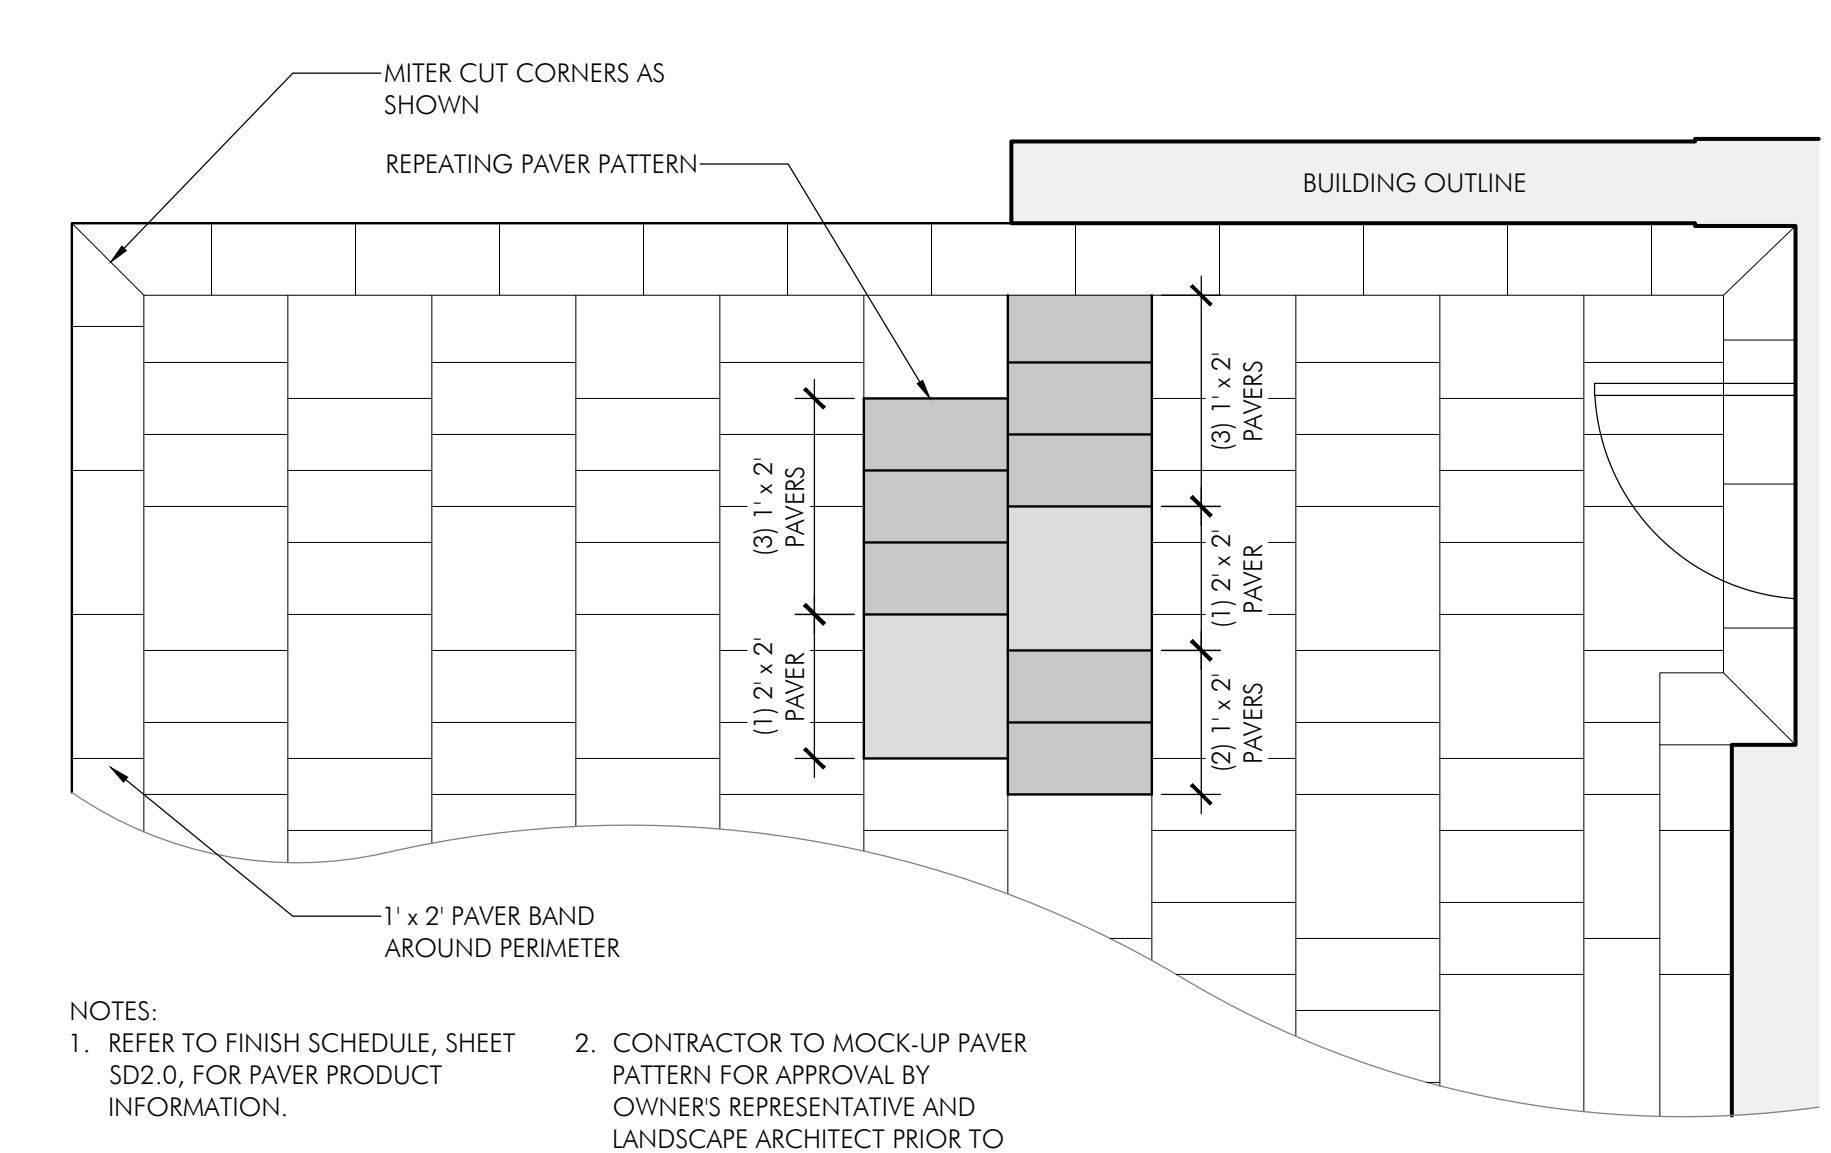 MITER CUT CORNERS AS
SHOWN
REPEATING PAVER PATTERN
BUILDING OUTLINE
(3) 1' x 2'
PAVERS
(1) 2' x 2'
PAVER
(3) 1' x 2'
PAVERS
(1) 2' x 2'
PAVER
(2) 1' x 2'
PAVERS
1' x 2' PAVER BAND
AROUND PERIMETER
NOTES:
1. REFER TO FINISH SCHEDULE, SHEET
SD2.0, FOR PAVER PRODUCT
INFORMATION.
2. CONTRACTOR TO MOCK-UP PAVER
PATTERN FOR APPROVAL BY
OWNER'S REPRESENTATIVE AND
LANDSCAPE ARCHITECT PRIOR TO